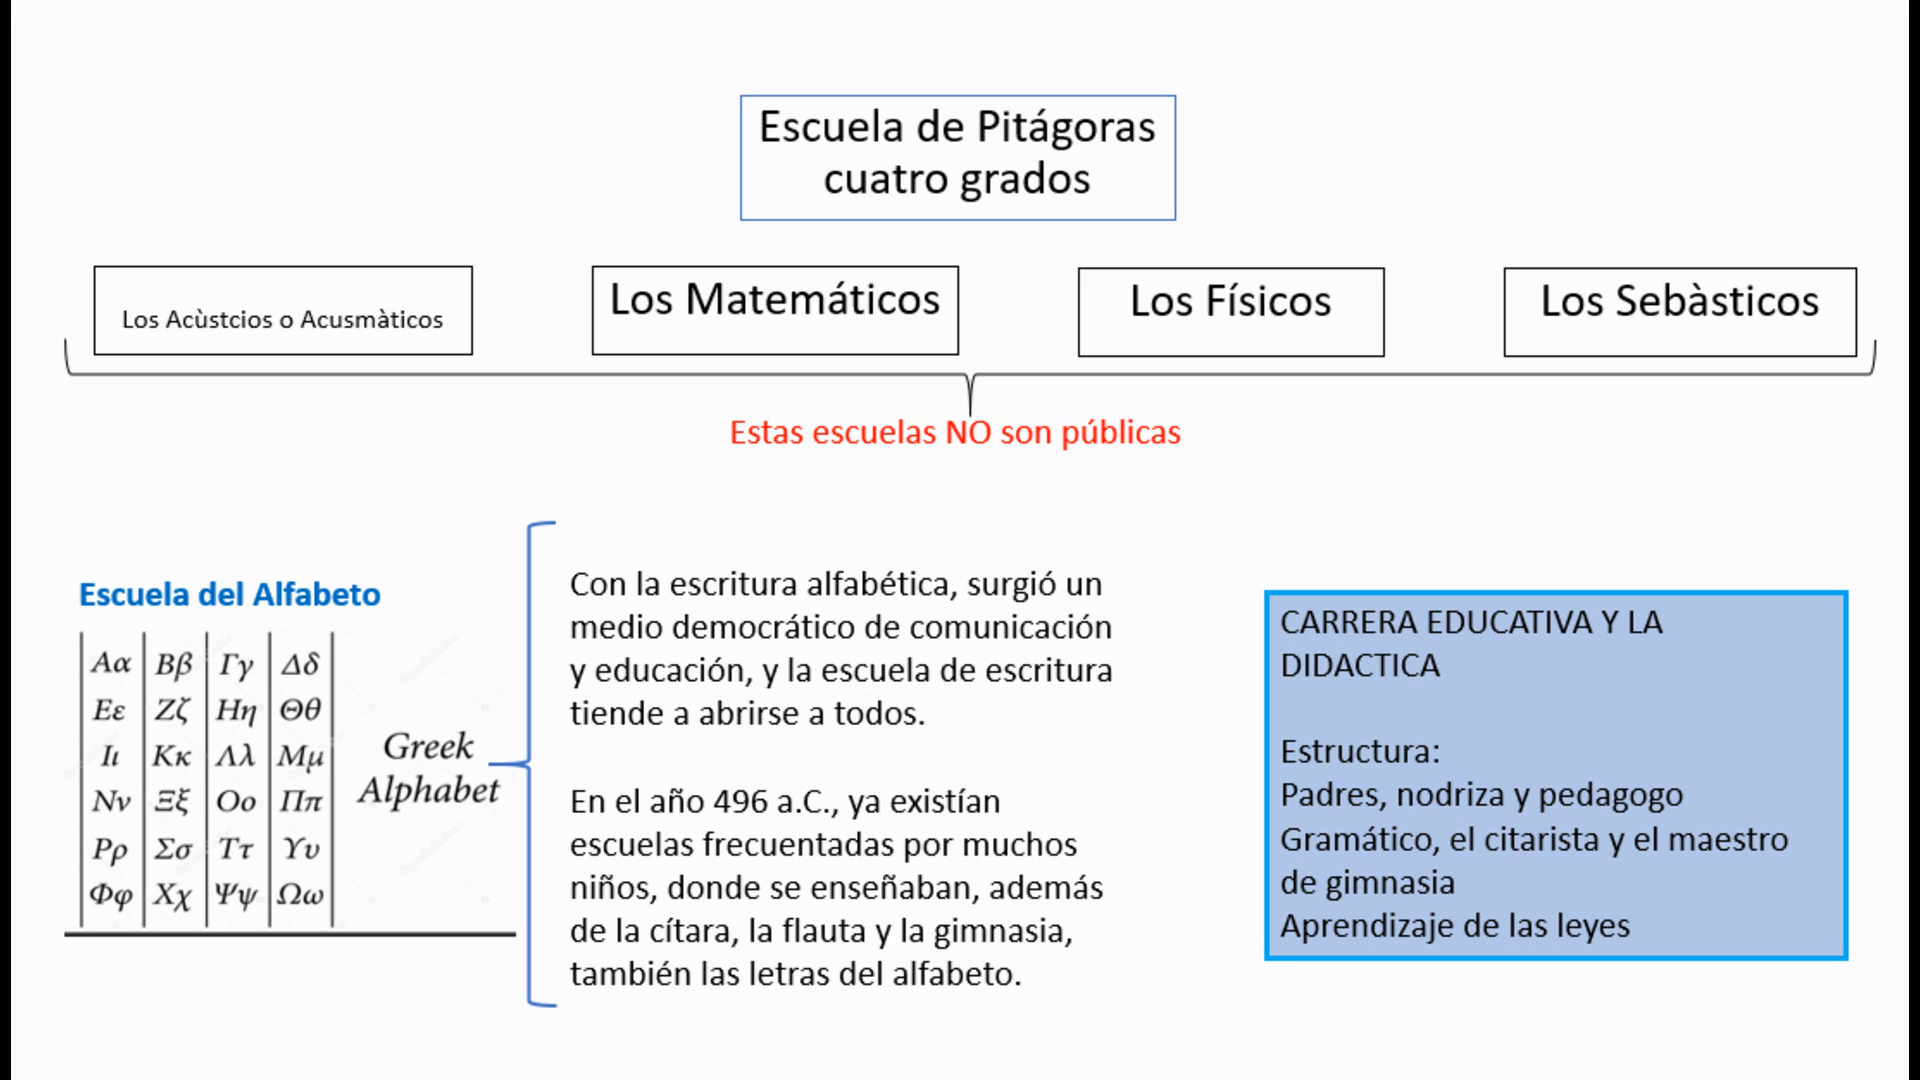 Escuela de Pitágoras
cuatro grados
Los Acùstcios o Acusmàticos
Los Matemáticos
Los Físicos
Los Sebàsticos
Estas escuelas NO son públicas
Escuela del Alfabeto
Αα Ββ Γγ Δδ
Εε Ζζ Ηη Θθ
Ιι Κκ Λλ Μμ
Νν Ξξ Οο Ππ
Ρρ Σσ Ττ Υυ
Φφ Χχ Ψψ Ωω
Greek
Alphabet
Con la escritura alfabética, surgió un
medio democrático de comunicación
y educación, y la escuela de escritura
tiende a abrirse a todos.
En el año 496 a.C., ya existían
escuelas frecuentadas por muchos
niños, donde se enseñaban, además
de la cítara, la flauta y la gimnasia,
también las letras del alfabeto.
CARRERA EDUCATIVA Y LA
DIDACTICA
Estructura:
Padres, nodriza y pedagogo
Gramático, el citarista y el maestro
de gimnasia
Aprendizaje de las leyes